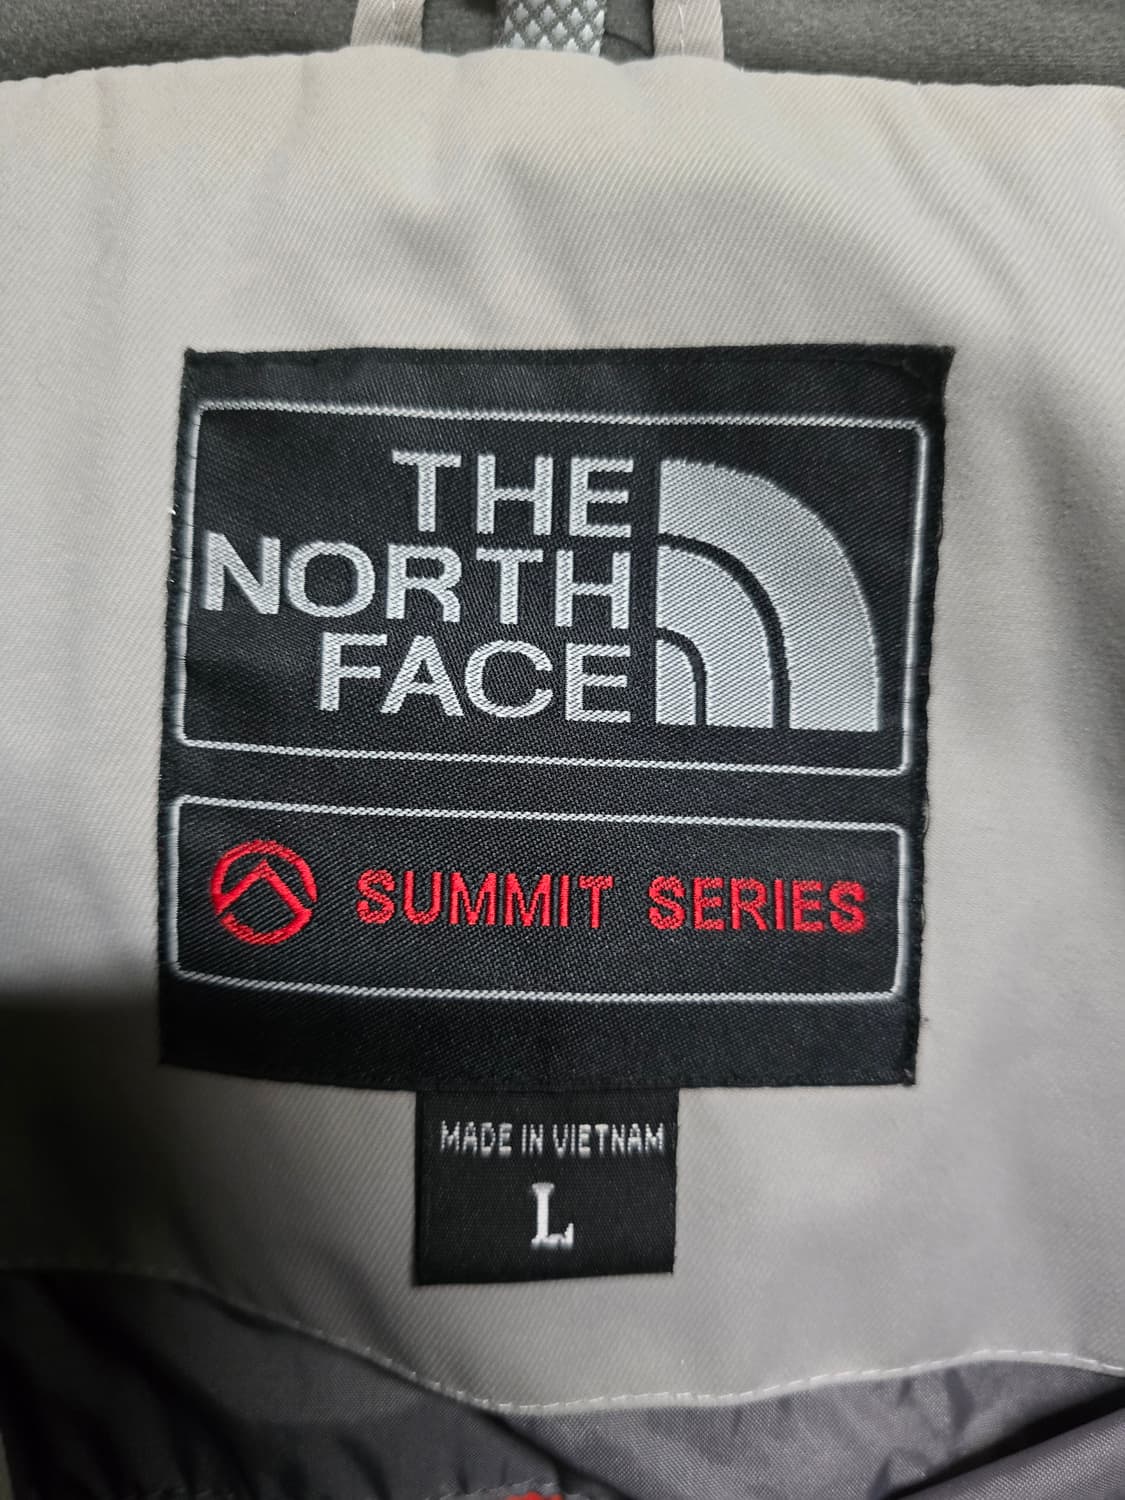 THE
NORTH
FACE
SUMMIT SERIES
MADE IN VIETNAM
L